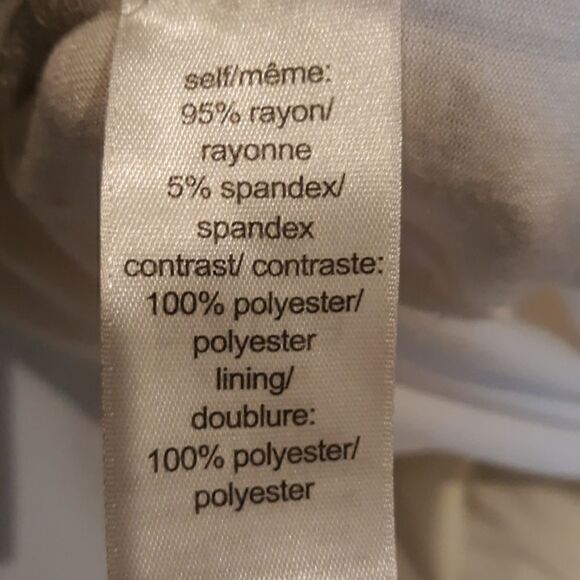 self/même:
95% rayon/
rayonne
5% spandex/
spandex
contrast/ contraste:
100% polyester/
polyester
lining/
doublure:
100% polyester/
polyester